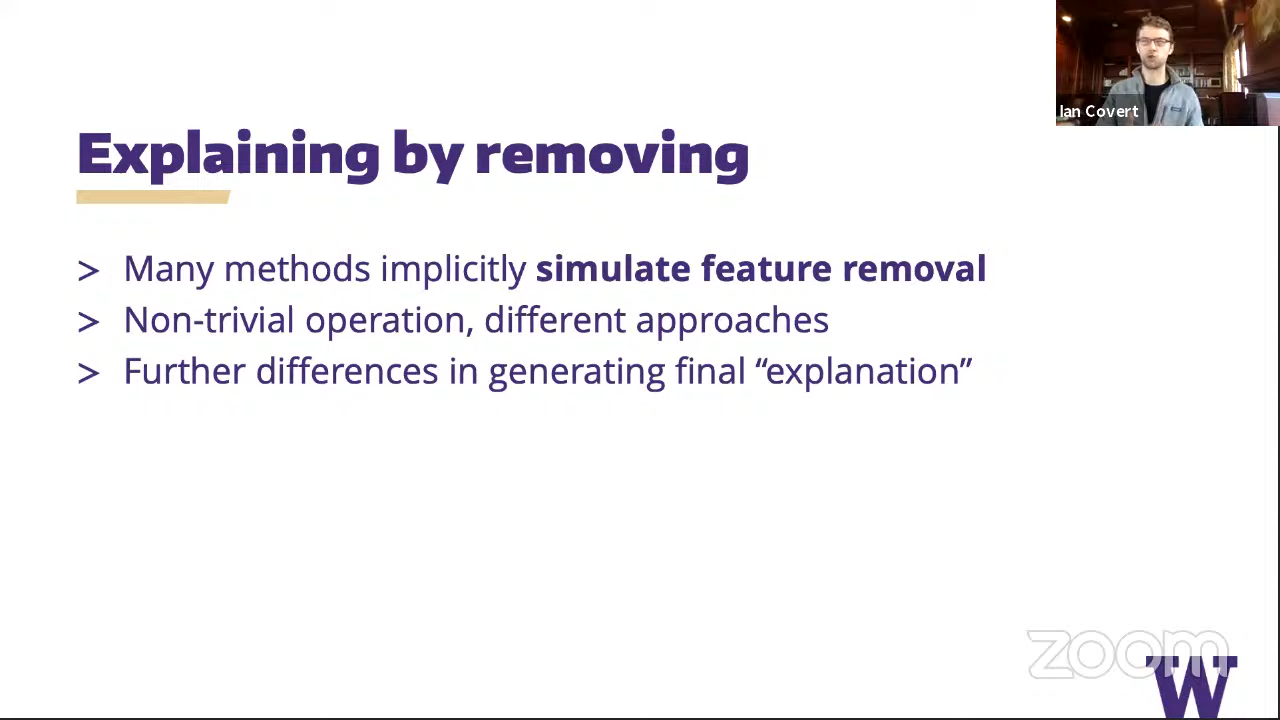 Ian Covert
Explaining by removing
> Many methods implicitly simulate feature removal
> Non-trivial operation, different approaches
> Further differences in generating final “explanation”
zoom
W